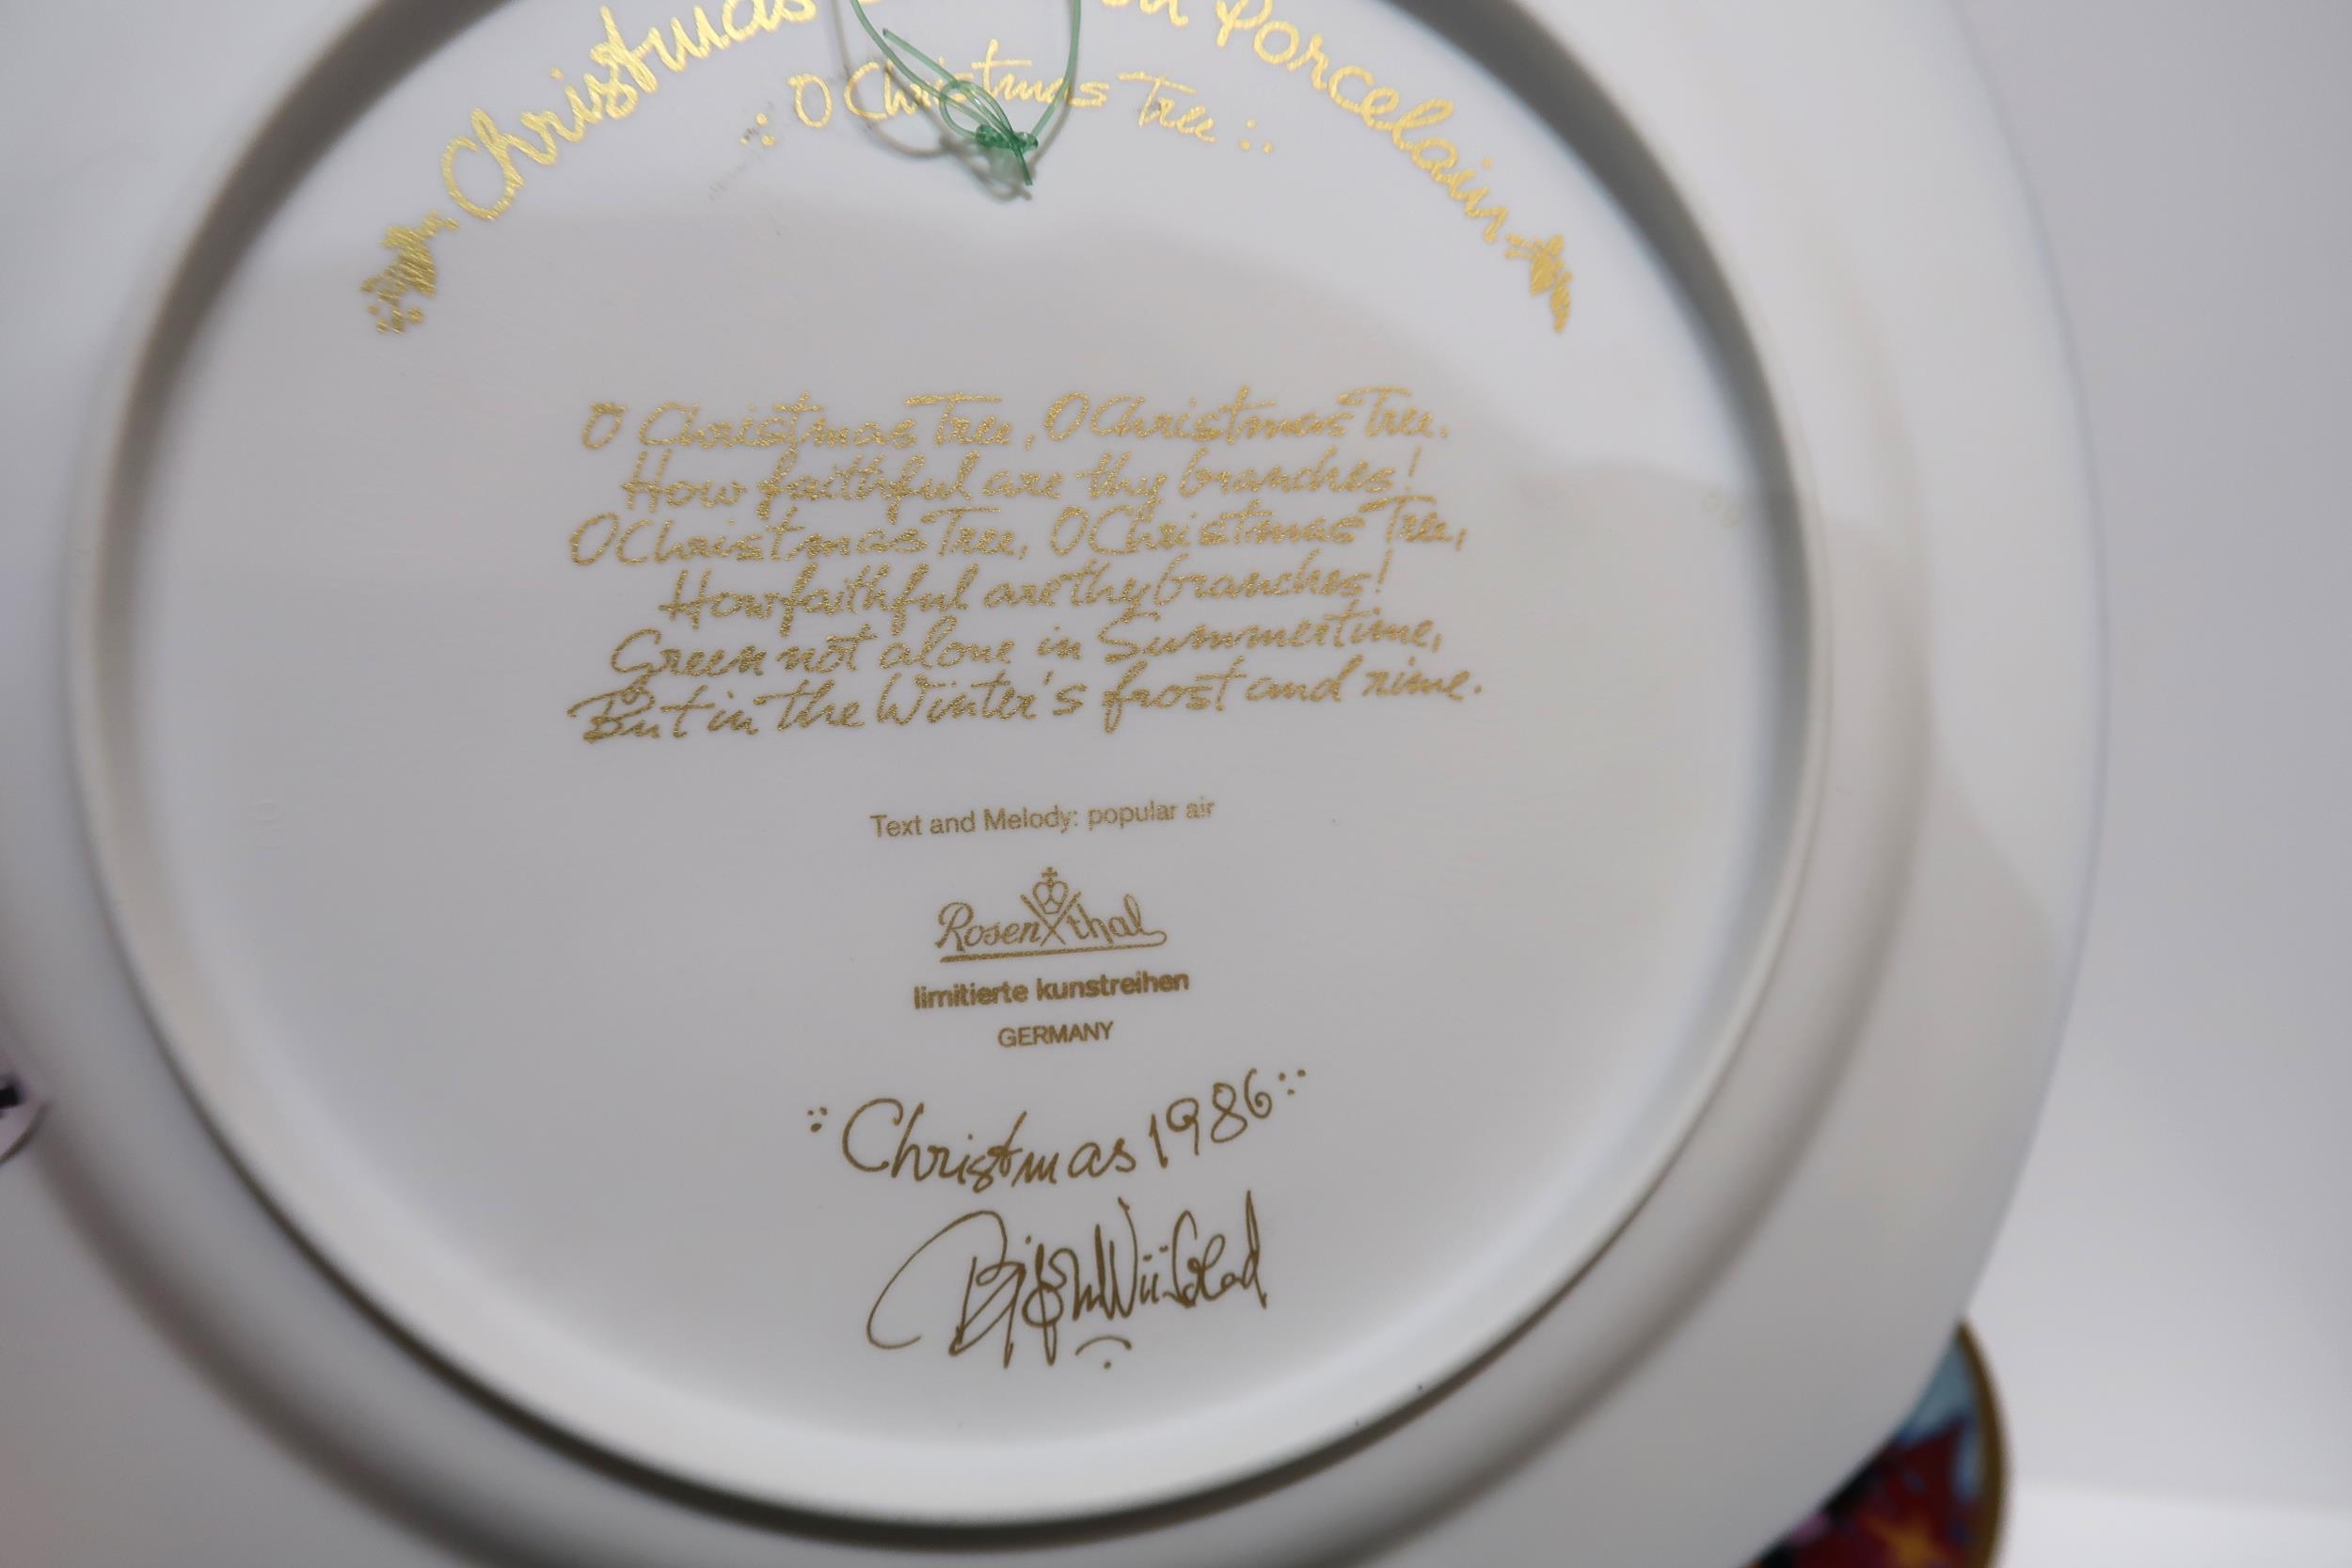 Christmas Porcelain
O Christmas Tree
O Christmas Tree, O Christmas Tree.
How faithful are thy branches!
O Christmas Tree, O Christmas Tree,
How faithful are thy branches!
Green not alone in Summertime,
But in the Winter's frost and rime.
Text and Melody: popular air
Rosenthal
limitierte kunstreihen
GERMANY
Christmas 1986
Bjørn Wiinblad